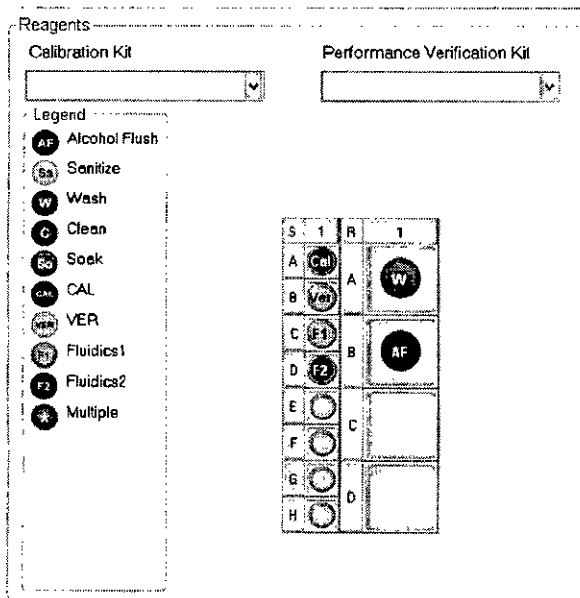 Reagents
Calibration Kit Performance Verification Kit
Legend
AF Alcohol Flush
Sa Sanitize
W Wash
C Clean
So Soak
CAL CAL
VER VER
F1 Fluidics1
F2 Fluidics2
* Multiple
S 1 R 1
A Cal A W
B Ver
C F1 B AF
D F2
E C
F
G D
H